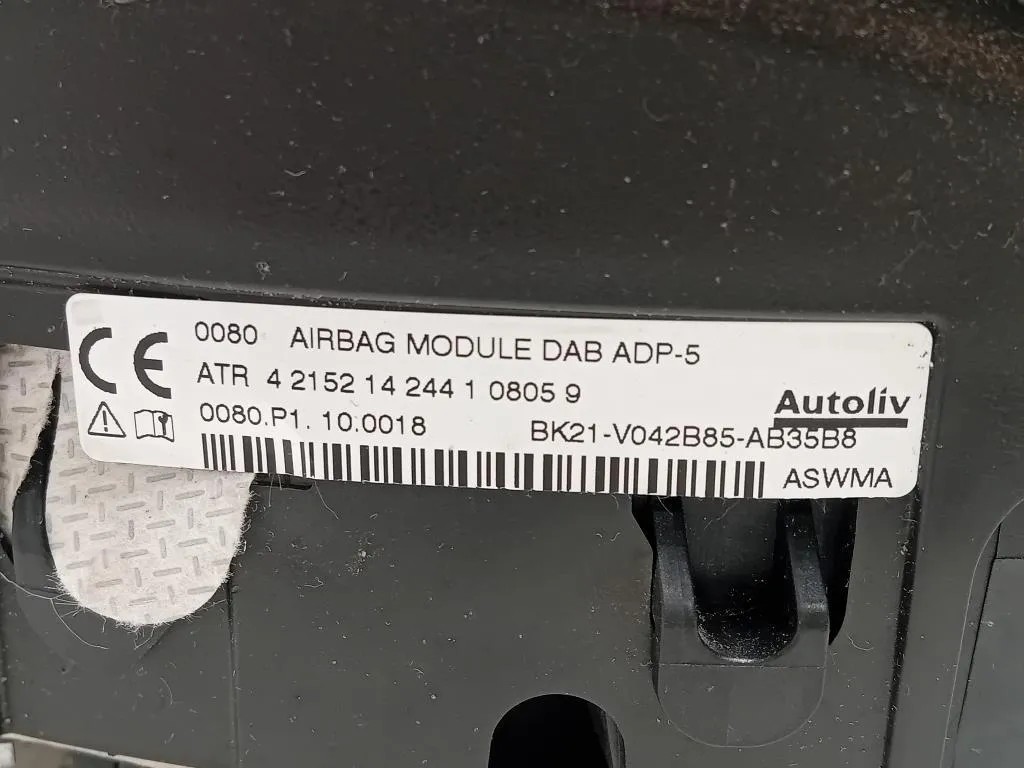 CE 0080 AIRBAG MODULE DAB ADP-5
ATR 4 2152 14 244 1 0805 9
Autoliv
0080.P1. 10.0018 BK21-V042B85-AB35B8
ASWMA